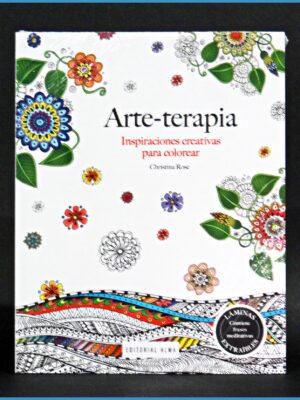 Arte-terapia
Inspiraciones creativas
para colorear
Christina Rose
LÁMINAS
Contiene
frases
meditativas
EXTRAÍBLES
EDITORIAL ALMA